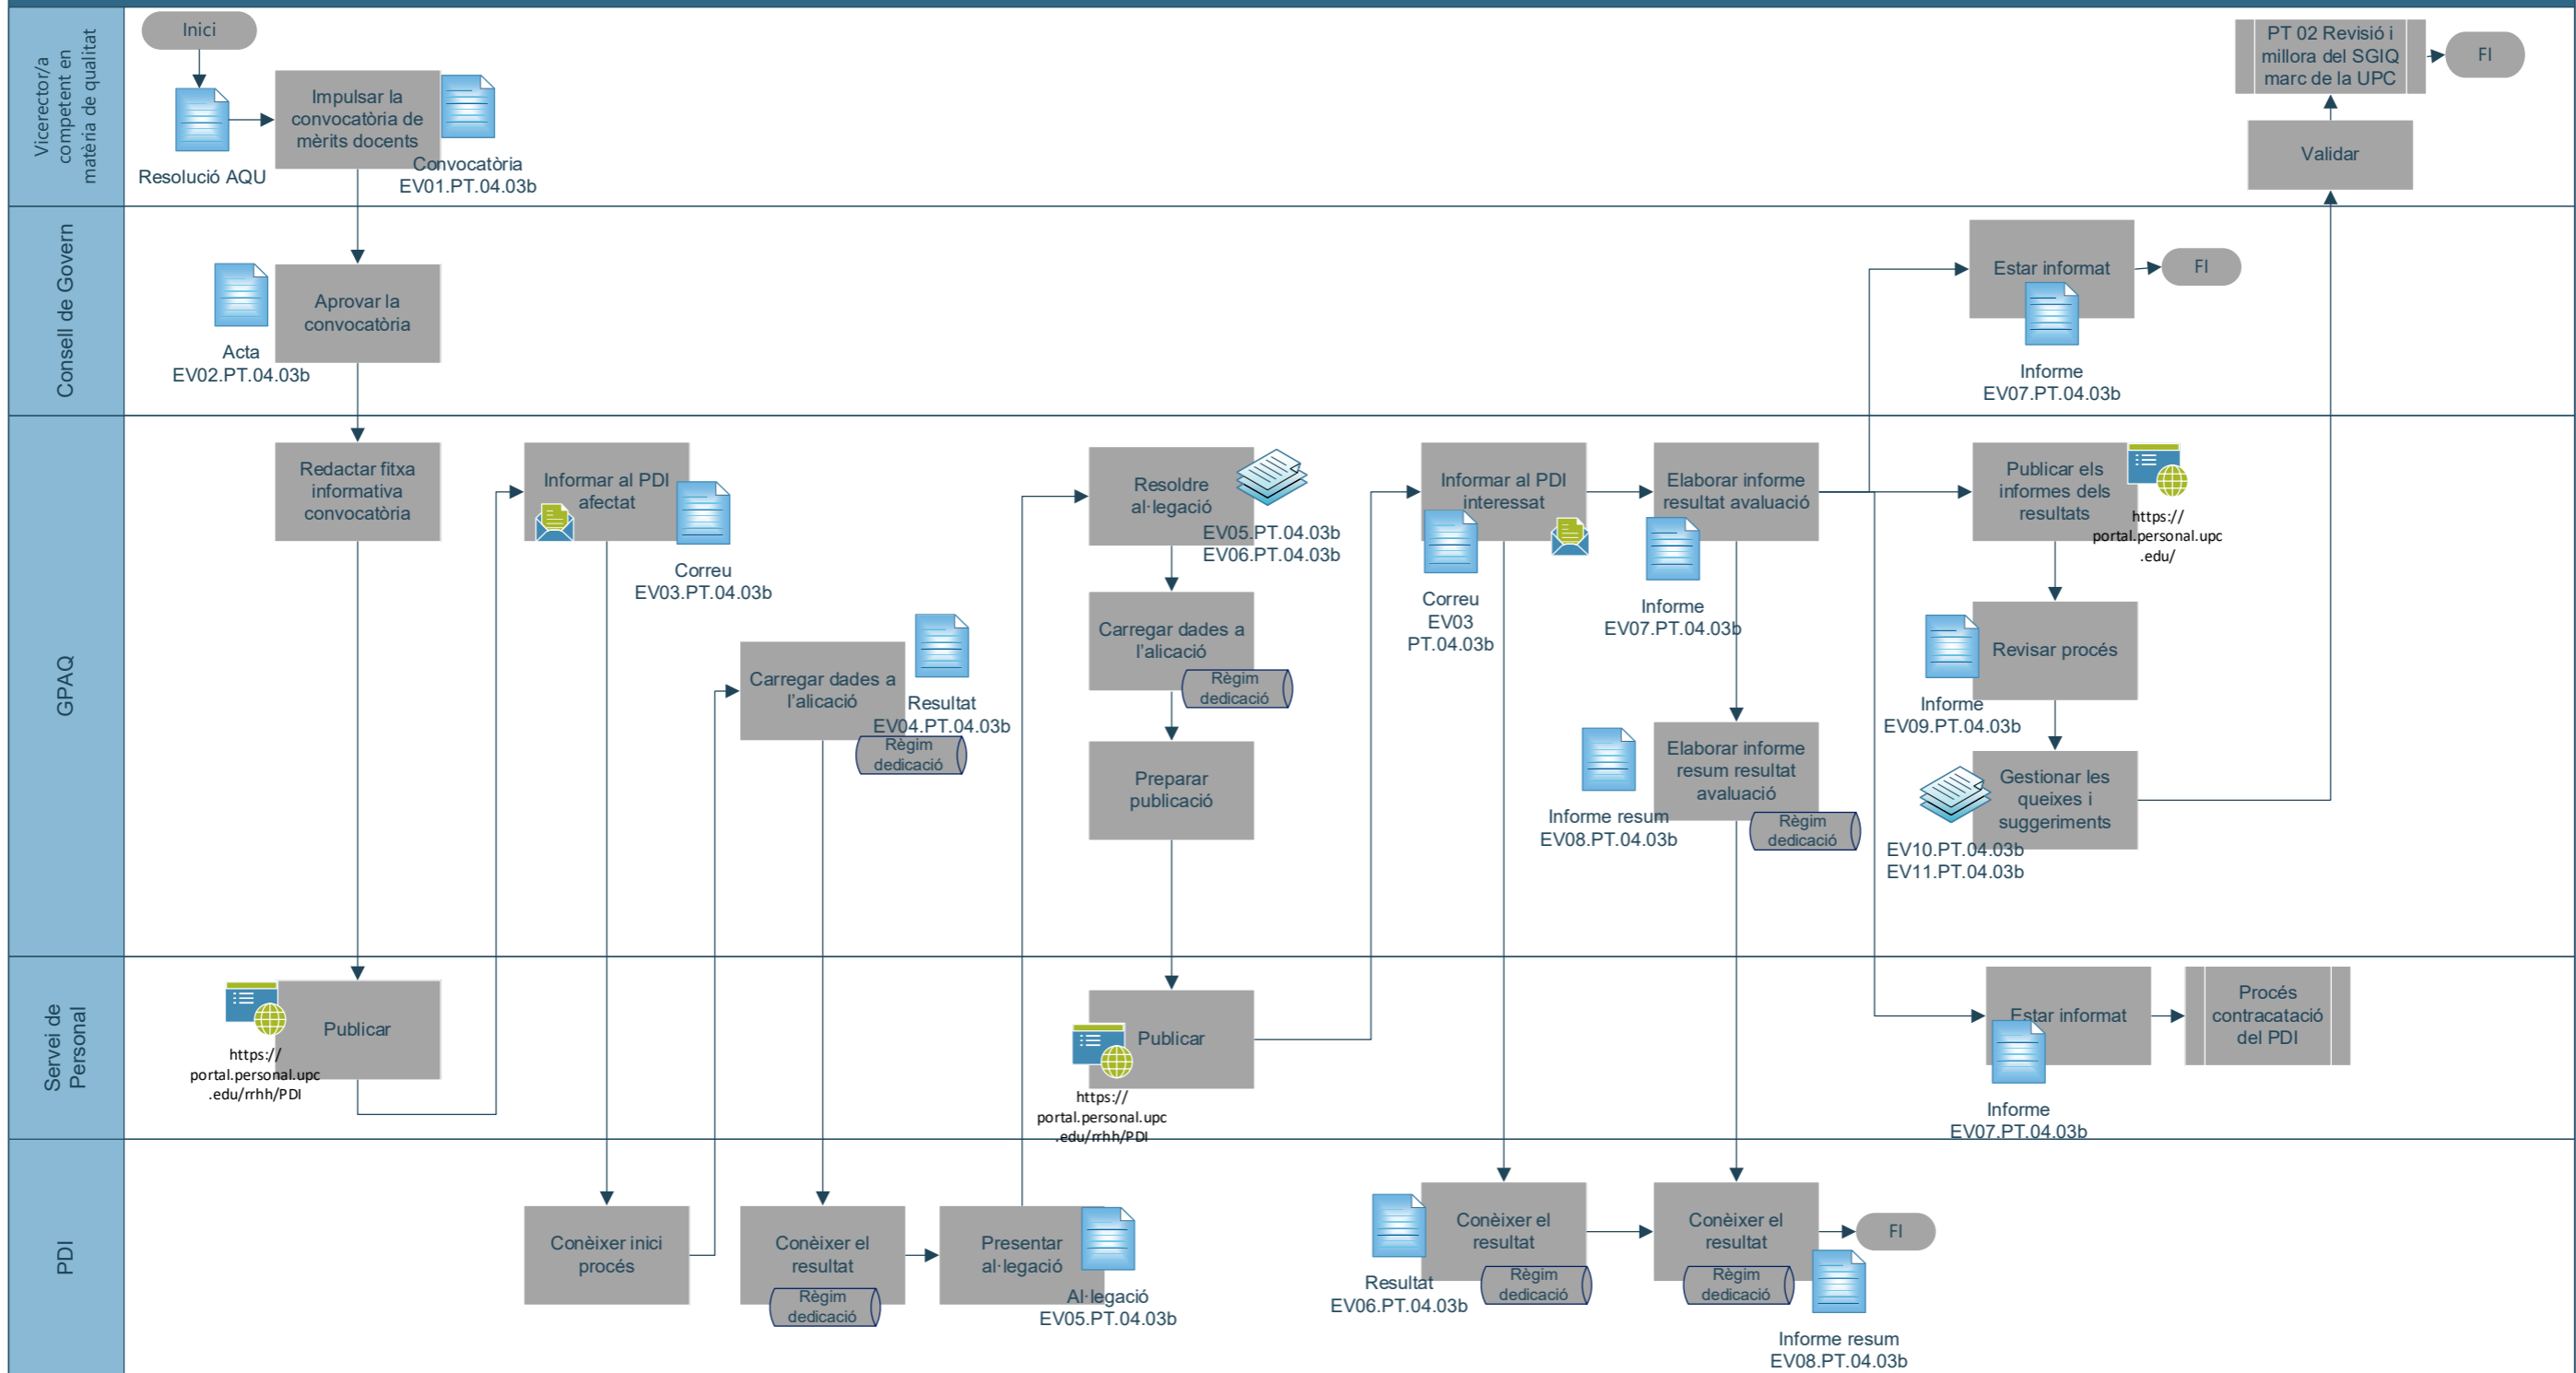 Vicerector/a
competent en
matèria de qualitat
Inici
Resolució AQU
Impulsar la
convocatòria de
mèrits docents
Convocatòria
EV01.PT.04.03b
PT 02 Revisió i
millora del SGIQ
marc de la UPC
FI
Validar
Consell de Govern
Acta
EV02.PT.04.03b
Aprovar la
convocatòria
Estar informat
FI
Informe
EV07.PT.04.03b
GPAQ
Redactar fitxa
informativa
convocatòria
Informar al PDI
afectat
Correu
EV03.PT.04.03b
Carregar dades a
l'alicació
Resultat
EV04.PT.04.03b
Règim
dedicació
Resoldre
al·legació
EV05.PT.04.03b
EV06.PT.04.03b
Carregar dades a
l'alicació
Règim
dedicació
Preparar
publicació
Informar al PDI
interessat
Correu
EV03
PT.04.03b
Elaborar informe
resultat avaluació
Informe
EV07.PT.04.03b
Elaborar informe
resum resultat
avaluació
Informe resum
EV08.PT.04.03b
Règim
dedicació
Publicar els
informes dels
resultats
https://
portal.personal.upc
.edu/
Revisar procés
Informe
EV09.PT.04.03b
Gestionar les
queixes i
suggeriments
EV10.PT.04.03b
EV11.PT.04.03b
Servei de
Personal
Publicar
https://
portal.personal.upc
.edu/rrhh/PDI
Publicar
https://
portal.personal.upc
.edu/rrhh/PDI
Estar informat
Informe
EV07.PT.04.03b
Procés
contracatació
del PDI
PDI
Conèixer inici
procés
Conèixer el
resultat
Règim
dedicació
Presentar
al·legació
Al·legació
EV05.PT.04.03b
Resultat
EV06.PT.04.03b
Conèixer el
resultat
Règim
dedicació
Conèixer el
resultat
Règim
dedicació
FI
Informe resum
EV08.PT.04.03b